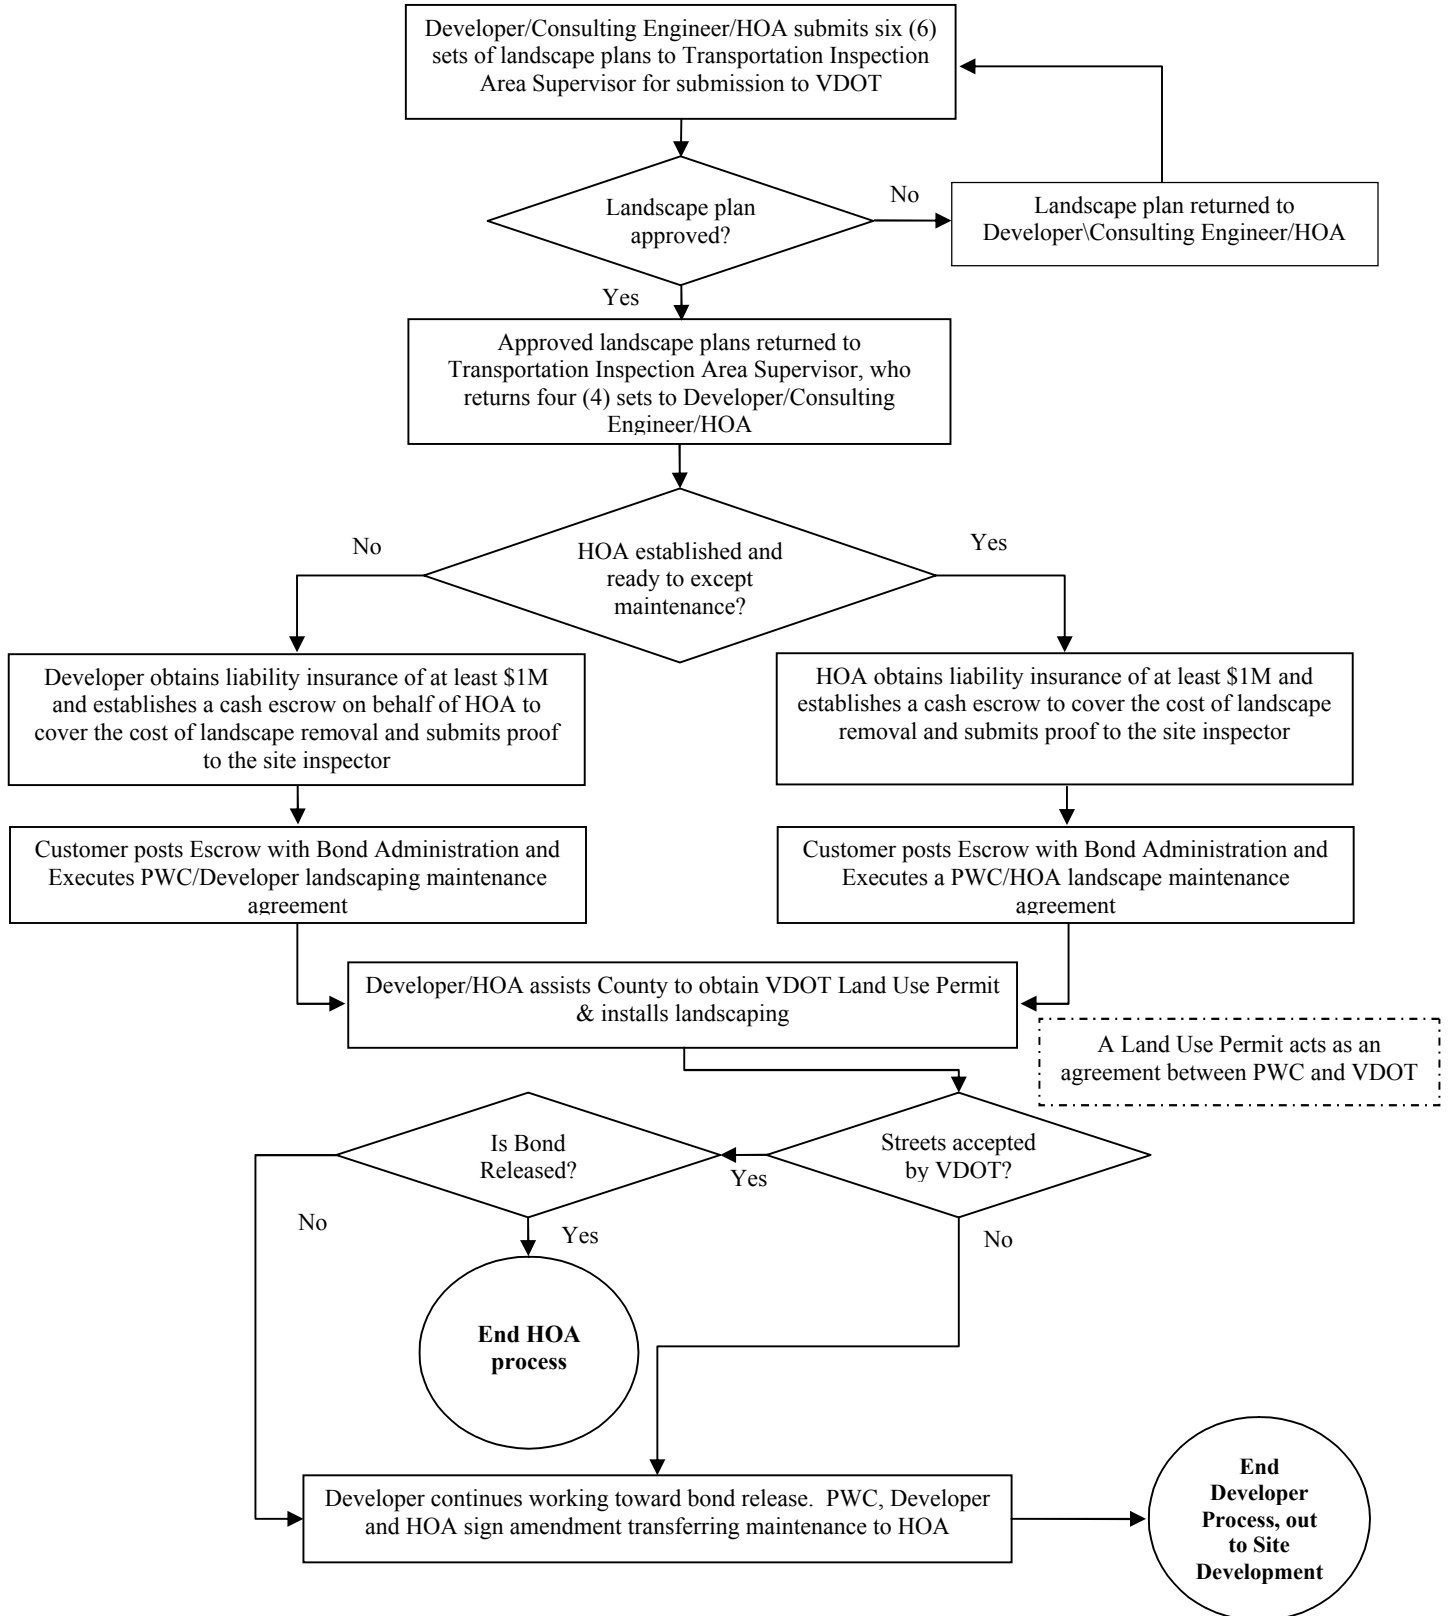 Developer/Consulting Engineer/HOA submits six (6)
sets of landscape plans to Transportation Inspection
Area Supervisor for submission to VDOT
Landscape plan
approved?
No
Landscape plan returned to
Developer\Consulting Engineer/HOA
Yes
Approved landscape plans returned to
Transportation Inspection Area Supervisor, who
returns four (4) sets to Developer/Consulting
Engineer/HOA
No
HOA established and
ready to except
maintenance?
Yes
Developer obtains liability insurance of at least $1M
and establishes a cash escrow on behalf of HOA to
cover the cost of landscape removal and submits proof
to the site inspector
HOA obtains liability insurance of at least $1M and
establishes a cash escrow to cover the cost of landscape
removal and submits proof to the site inspector
Customer posts Escrow with Bond Administration and
Executes PWC/Developer landscaping maintenance
agreement
Customer posts Escrow with Bond Administration and
Executes a PWC/HOA landscape maintenance
agreement
Developer/HOA assists County to obtain VDOT Land Use Permit
& installs landscaping
A Land Use Permit acts as an
agreement between PWC and VDOT
Is Bond
Released?
Yes
Streets accepted
by VDOT?
No
Yes
No
End HOA
process
Developer continues working toward bond release.  PWC, Developer
and HOA sign amendment transferring maintenance to HOA
End
Developer
Process, out
to Site
Development